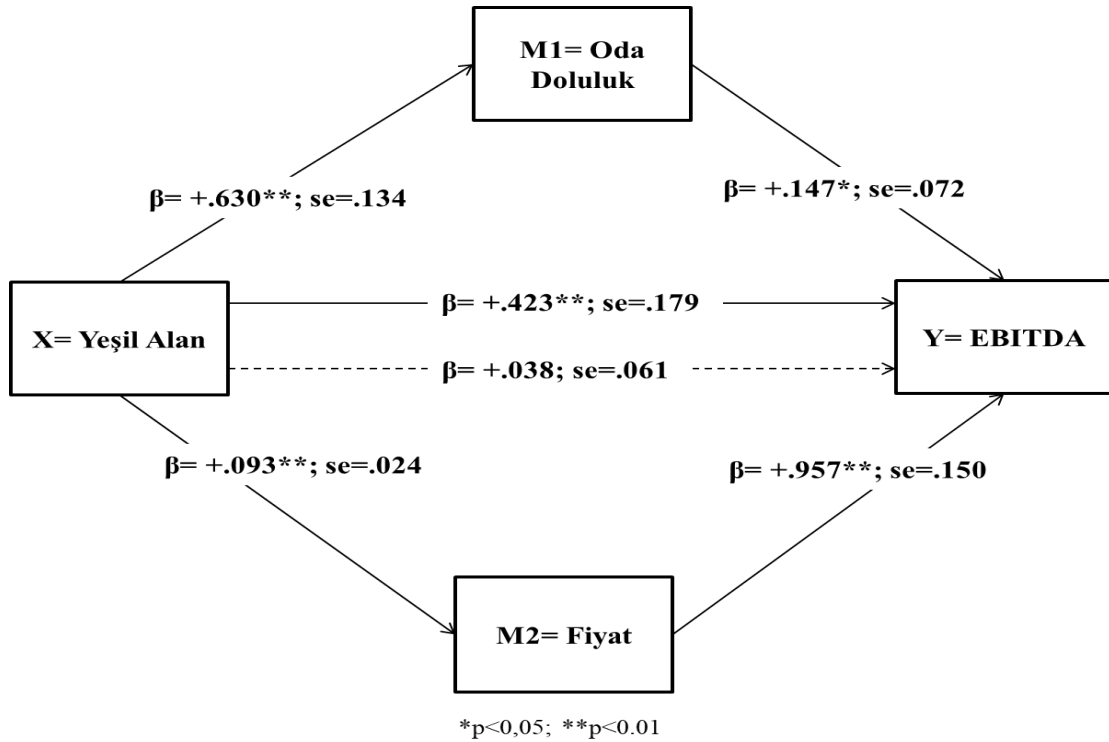 M1= Oda
Doluluk
β= +.630**; se=.134
β= +.147*; se=.072
X= Yeşil Alan
β= +.423**; se=.179
β= +.038; se=.061
Y= EBITDA
β= +.093**; se=.024
β= +.957**; se=.150
M2= Fiyat
*p<0,05; **p<0.01